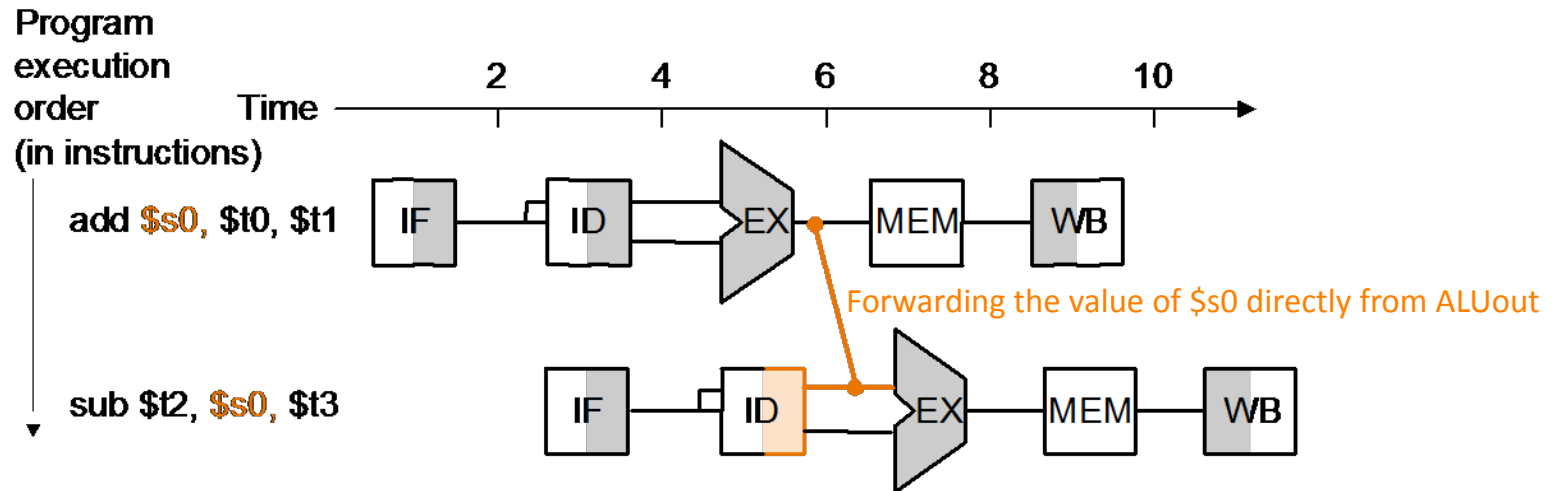 Program
execution
order Time
(in instructions)
2 4 6 8 10
add $s0, $t0, $t1
IF ID EX MEM WB
Forwarding the value of $s0 directly from ALUout
sub $t2, $s0, $t3
IF ID EX MEM WB